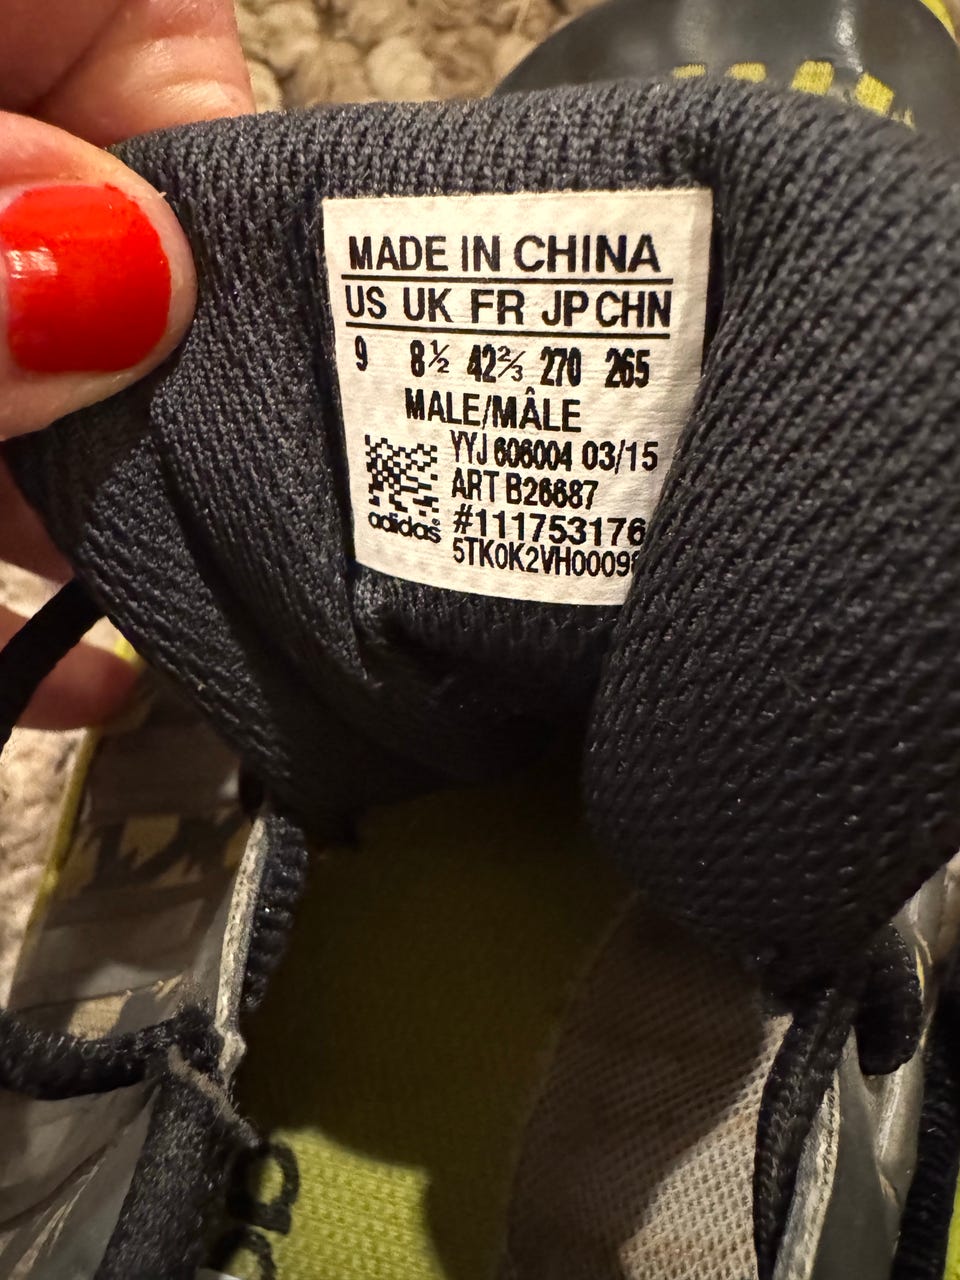 MADE IN CHINA
US UK FR JP CHN
9 8½ 42⅔ 270 265
MALE/MÂLE
YYJ 606004 03/15
ART B26687
#111753176
adidas®
5TK0K2VH0009